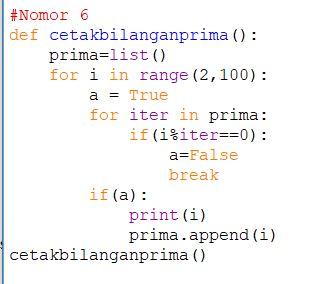 #Nomor 6
def cetakbilanganprima():
    prima=list()
    for i in range(2,100):
        a = True
        for iter in prima:
            if(i%iter==0):
                a=False
                break
        if(a):
            print(i)
            prima.append(i)
cetakbilanganprima()